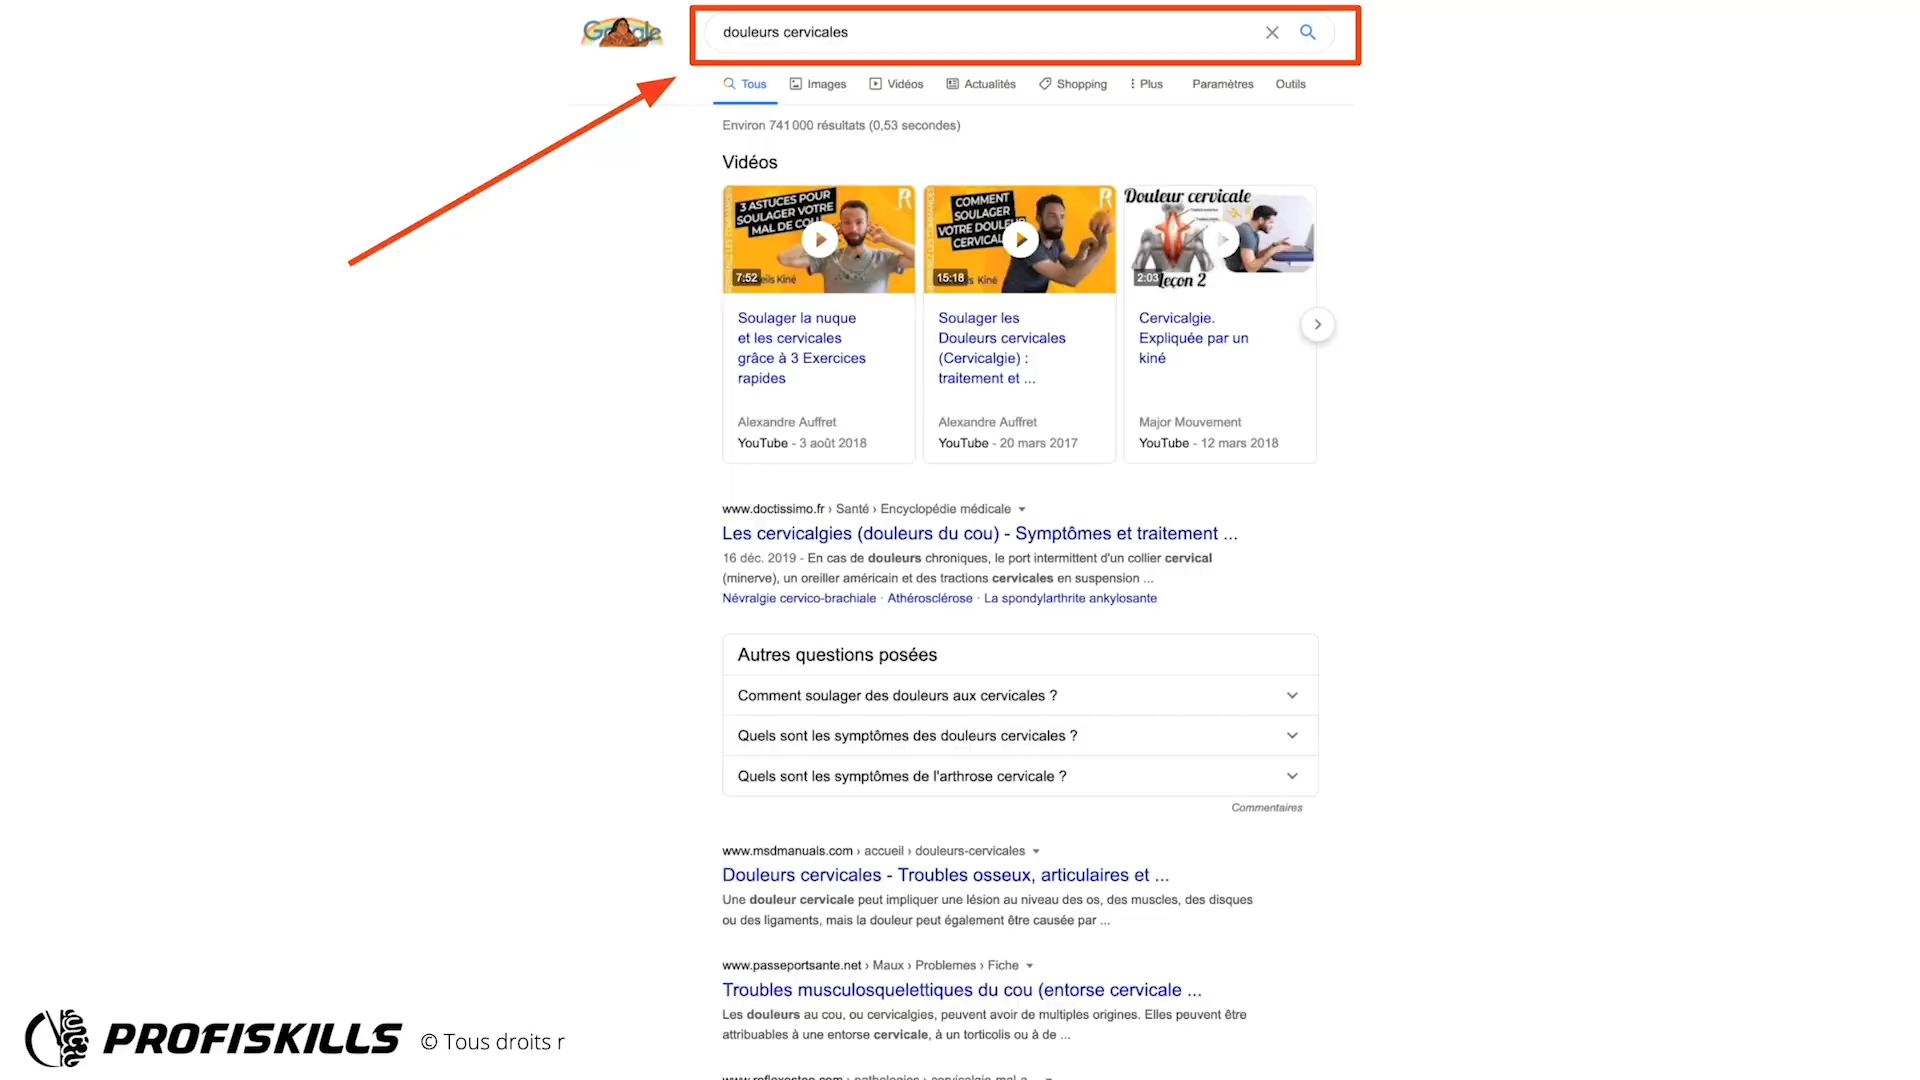 Google
douleurs cervicales
Tous Images Vidéos Actualités Shopping Plus Paramètres Outils
Environ 741 000 résultats (0,53 secondes)
Vidéos
3 ASTUCES POUR
SOULAGER VOTRE
MAL DE COU
7:52
Kiné
COMMENT
SOULAGER
VOTRE DOULEUR
CERVICALE
15:18
Kiné
Douleur cervicale
2:03
Leçon 2
Soulager la nuque
et les cervicales
grâce à 3 Exercices
rapides
Alexandre Auffret
YouTube - 3 août 2018
Soulager les
Douleurs cervicales
(Cervicalgie) :
traitement et ...
Alexandre Auffret
YouTube - 20 mars 2017
Cervicalgie.
Expliquée par un
kiné
Major Mouvement
YouTube - 12 mars 2018
www.doctissimo.fr › Santé › Encyclopédie médicale
Les cervicalgies (douleurs du cou) - Symptômes et traitement ...
16 déc. 2019 - En cas de douleurs chroniques, le port intermittent d'un collier cervical
(minerve), un oreiller américain et des tractions cervicales en suspension ...
Névralgie cervico-brachiale · Athérosclérose · La spondylarthrite ankylosante
Autres questions posées
Comment soulager des douleurs aux cervicales ?
Quels sont les symptômes des douleurs cervicales ?
Quels sont les symptômes de l'arthrose cervicale ?
Commentaires
www.msdmanuals.com › accueil › douleurs-cervicales
Douleurs cervicales - Troubles osseux, articulaires et ...
Une douleur cervicale peut impliquer une lésion au niveau des os, des muscles, des disques
ou des ligaments, mais la douleur peut également être causée par ...
www.passeportsante.net › Maux › Problemes › Fiche
Troubles musculosquelettiques du cou (entorse cervicale ...
Les douleurs au cou, ou cervicalgies, peuvent avoir de multiples origines. Elles peuvent être
attribuables à une entorse cervicale, à un torticolis ou à de ...
PROFISKILLS © Tous droits r